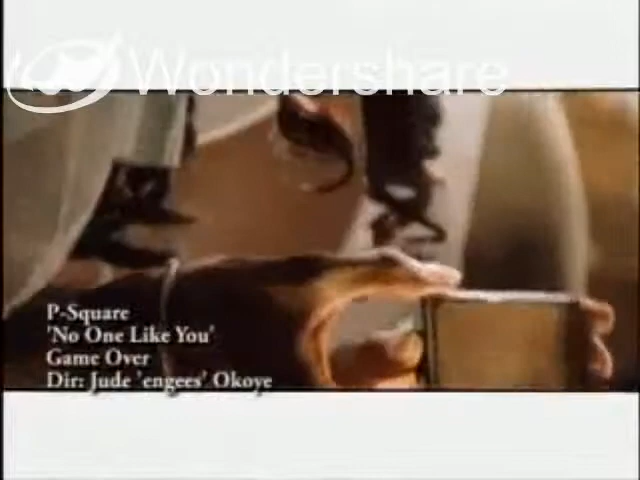 Wondershare
P-Square
'No One Like You'
Game Over
Dir: Jude 'engees' Okoye